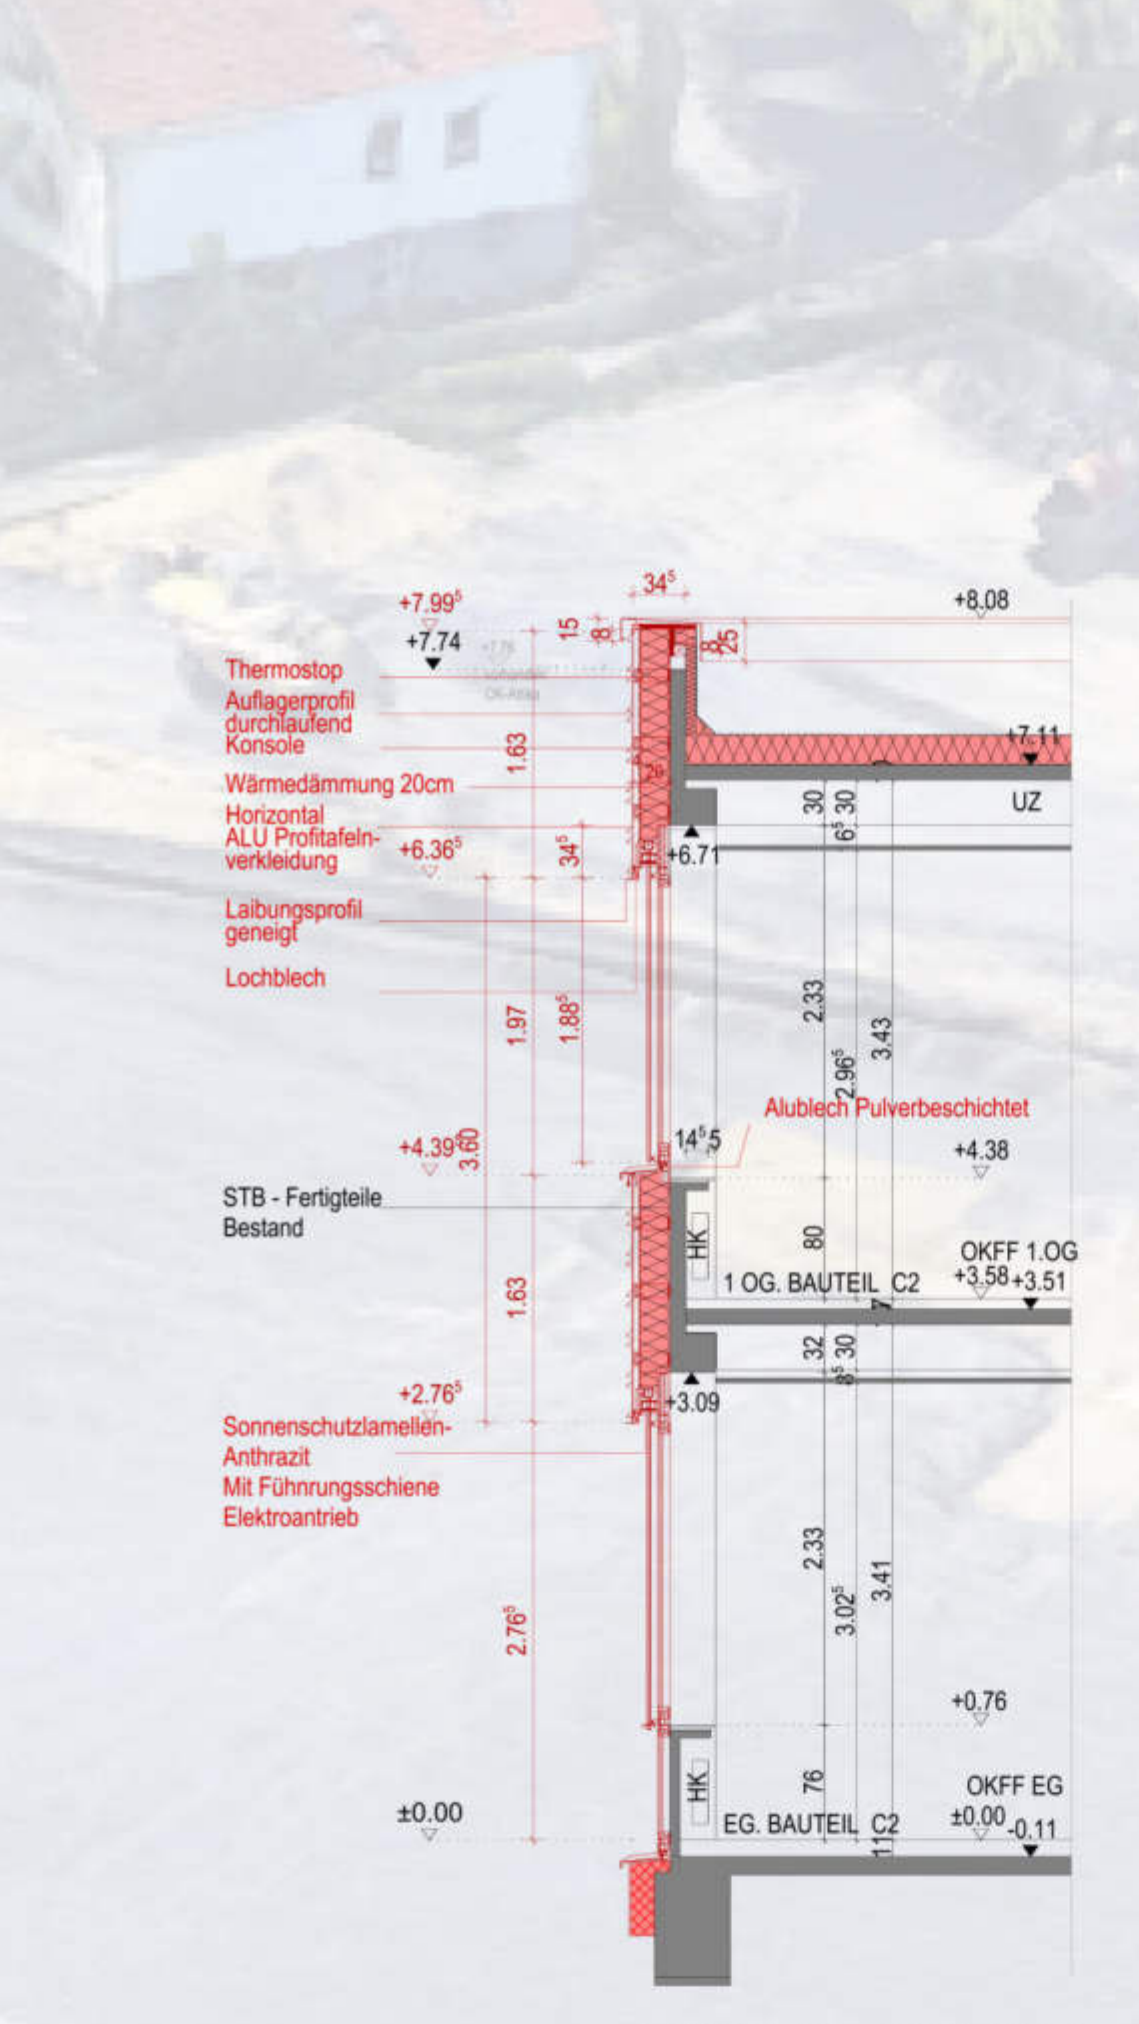 34⁵
+7.99⁵
15
8
8
25
+8.08
+7.74
+7.76
OK-Attika
Thermostop
Auflagerprofil
durchlaufend
Konsole
1.63
+7.11
Wärmedämmung 20cm
20
30
30
UZ
Horizontal
ALU Profitafeln-
verkleidung
+6.36⁵
34⁵
6⁵
+6.71
Laibungsprofil
geneigt
Lochblech
1.97
1.88⁵
2.33
2.96⁵
3.43
Alublech Pulverbeschichtet
+4.39⁵
3.60
14⁵
5
+4.38
STB - Fertigteile
Bestand
HK
80
OKFF 1.OG
+3.58
+3.51
1 OG. BAUTEIL C2
7
1.63
32
30
8⁵
+2.76⁵
+3.09
Sonnenschutzlamellen-
Anthrazit
Mit Fühnrungsschiene
Elektroantrieb
2.76⁵
2.33
3.02⁵
3.41
+0.76
HK
76
OKFF EG
±0.00
EG. BAUTEIL C2
±0.00
-0.11
11